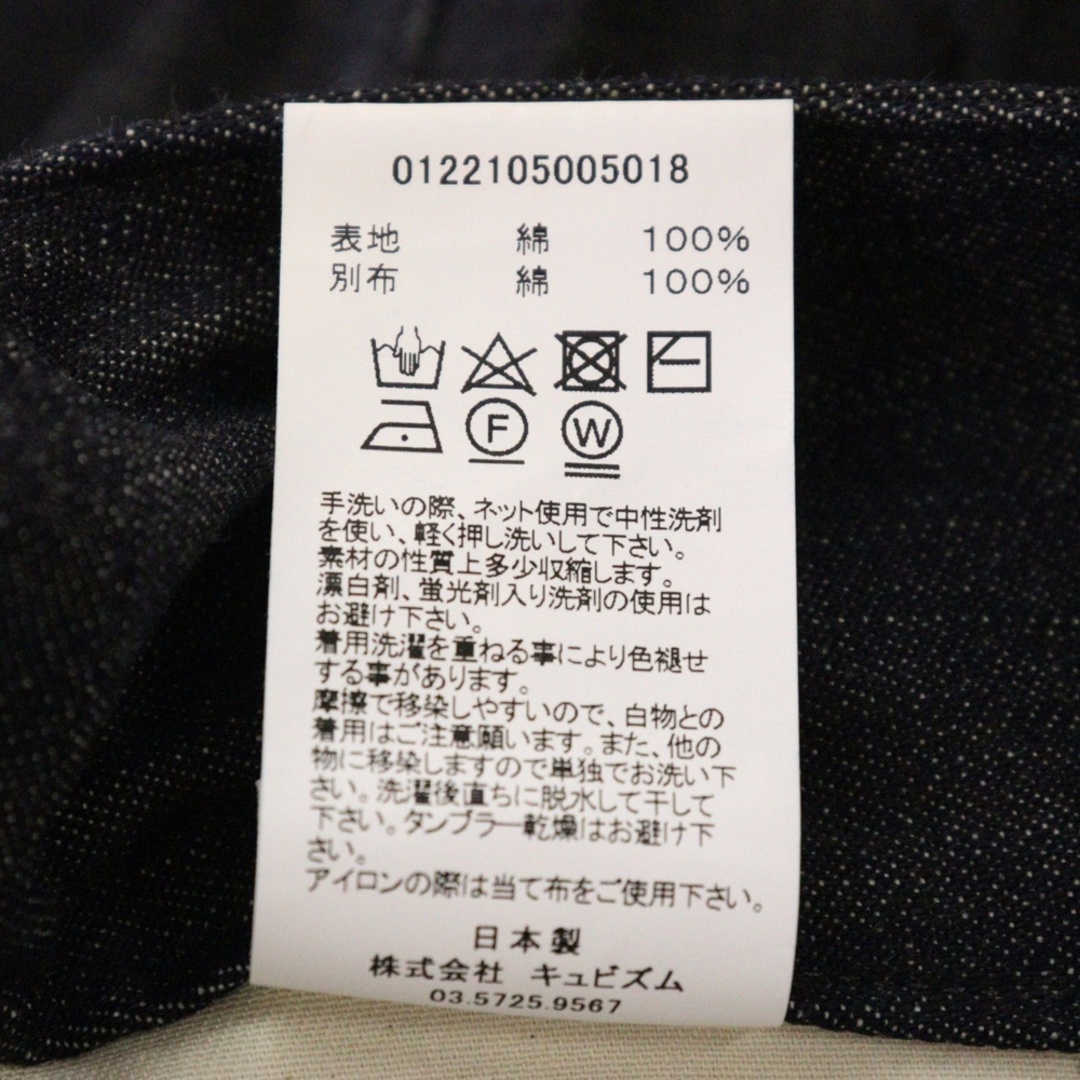 0122105005018
表地 綿 100%
別布 綿 100%
F W
手洗いの際、ネット使用で中性洗剤
を使い、軽く押し洗いして下さい。
素材の性質上多少収縮します。
漂白剤、蛍光剤入り洗剤の使用は
お避け下さい。
着用洗濯を重ねる事により色褪せ
する事があります。
摩擦で移染しやすいので、白物との
着用はご注意願います。また、他の
物に移染しますので単独でお洗い下
さい。洗濯後直ちに脱水して干して
下さい。タンブラー乾燥はお避け下
さい。
アイロンの際は当て布をご使用下さい。
日本製
株式会社 キュビズム
03.5725.9567